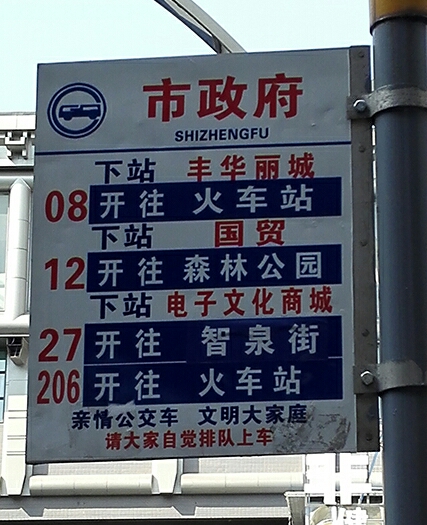 市政府
SHIZHENGFU
下站 丰华丽城
08 开往 火车站
下站 国贸
12 开往 森林公园
下站 电子文化商城
27 开往 智泉街
206 开往 火车站
亲情公交车 文明大家庭
请大家自觉排队上车